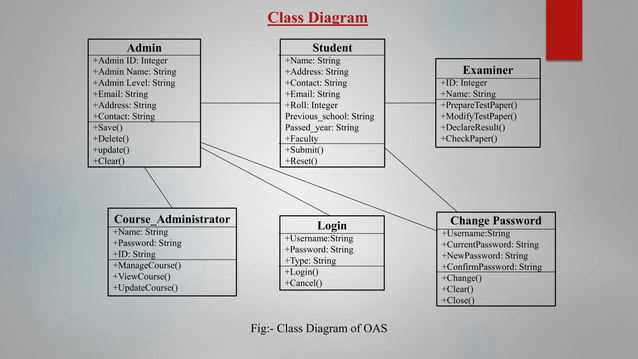 Class Diagram
Admin
+Admin ID: Integer
+Admin Name: String
+Admin Level: String
+Email: String
+Address: String
+Contact: String
+Save()
+Delete()
+update()
+Clear()
Student
+Name: String
+Address: String
+Contact: String
+Email: String
+Roll: Integer
Previous_school: String
Passed_year: String
+Faculty
+Submit()
+Reset()
Examiner
+ID: Integer
+Name: String
+PrepareTestPaper()
+ModifyTestPaper()
+DeclareResult()
+CheckPaper()
Course_Administrator
+Name: String
+Password: String
+ID: String
+ManageCourse()
+ViewCourse()
+UpdateCourse()
Login
+Username:String
+Password: String
+Type: String
+Login()
+Cancel()
Change Password
+Username:String
+CurrentPassword: String
+NewPassword: String
+ConfirmPassword: String
+Change()
+Clear()
+Close()
Fig:- Class Diagram of OAS